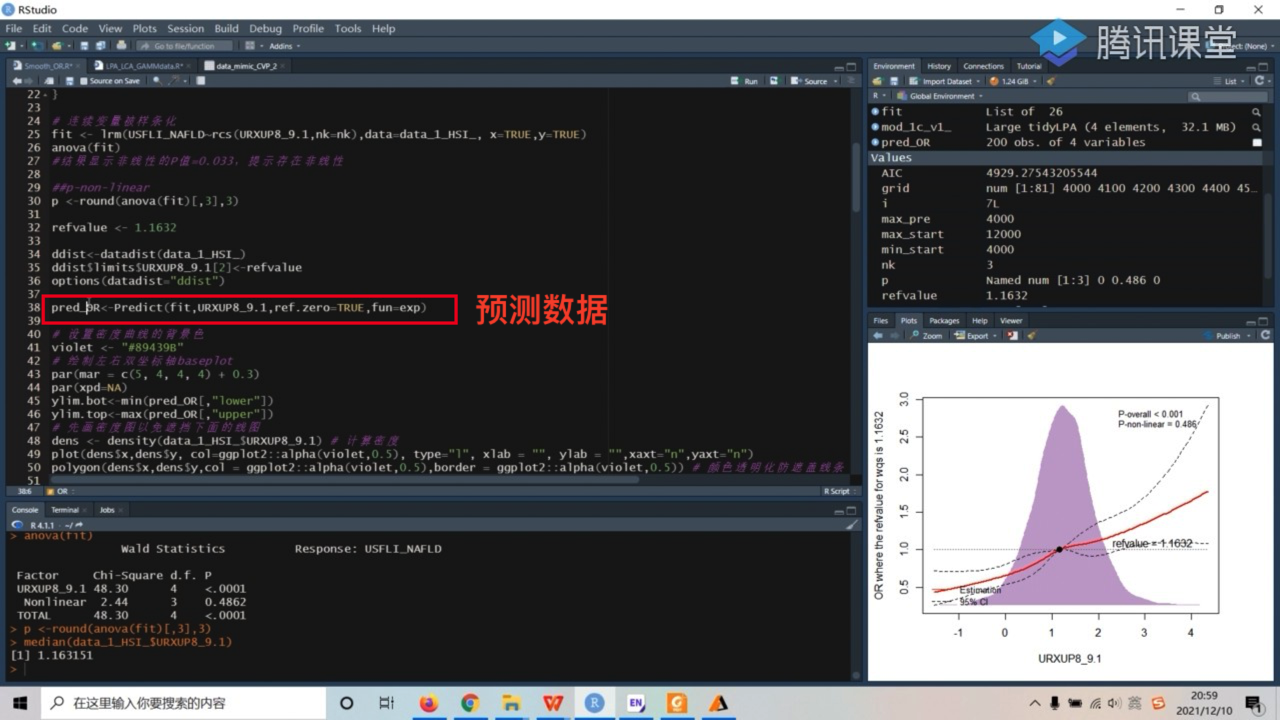 RStudio
File Edit Code View Plots Session Build Debug Profile Tools Help
Go to file/function Addins
腾讯课堂
Smooth_OR.R* LPA_LCA_GAMMdata.R* data_mimic_CVP_2
Source on Save Run Source
22 }
23
24 # 连续变量被样条化
25 fit <- lrm(USFLI_NAFLD~rcs(URXUP8_9.1,nk=nk),data=data_1_HSI_, x=TRUE,y=TRUE)
26 anova(fit)
27 #结果显示非线性的P值=0.033，提示存在非线性
28
29 ##p-non-linear
30 p <-round(anova(fit)[,3],3)
31
32 refvalue <- 1.1632
33
34 ddist<-datadist(data_1_HSI_)
35 ddist$limits$URXUP8_9.1[2]<-refvalue
36 options(datadist="ddist")
37
38 pred_OR<-Predict(fit,URXUP8_9.1,ref.zero=TRUE,fun=exp)
预测数据
39
40 # 设置密度曲线的背景色
41 violet <- "#89439B"
42 # 绘制左右双坐标轴baseplot
43 par(mar = c(5, 4, 4, 4) + 0.3)
44 par(xpd=NA)
45 ylim.bot<-min(pred_OR[,"lower"])
46 ylim.top<-max(pred_OR[,"upper"])
47 # 先画密度图以免遮挡下面的线图
48 dens <- density(data_1_HSI_$URXUP8_9.1) # 计算密度
49 plot(dens$x,dens$y, col=ggplot2::alpha(violet,0.5), type="l", xlab = "", ylab = "",xaxt="n",yaxt="n")
50 polygon(dens$x,dens$y,col = ggplot2::alpha(violet,0.5),border = ggplot2::alpha(violet,0.5)) # 颜色透明化防遮盖线条
51
38:6 OR R Script
Console Terminal Jobs
R 4.1.1 · ~/
> anova(fit)
Wald Statistics Response: USFLI_NAFLD
Factor Chi-Square d.f. P
URXUP8_9.1 48.30 4 <.0001
Nonlinear 2.44 3 0.4862
TOTAL 48.30 4 <.0001
> p <-round(anova(fit)[,3],3)
> median(data_1_HSI_$URXUP8_9.1)
[1] 1.163151
>
Environment History Connections Tutorial
Import Dataset 1.24 GiB List
R Global Environment
fit List of 26
mod_1c_v1_ Large tidyLPA (4 elements, 32.1 MB)
pred_OR 200 obs. of 4 variables
Values
AIC 4929.27543205544
grid num [1:81] 4000 4100 4200 4300 4400 45…
i 7L
max_pre 4000
max_start 12000
min_start 4000
nk 3
p Named num [1:3] 0 0.486 0
refvalue 1.1632
Files Plots Packages Help Viewer
Zoom Export Publish
OR where the refvalue for wqs is 1.1632
3.0
2.5
2.0
1.5
1.0
0.5
P-overall < 0.001
P-non-linear = 0.486
refvalue = 1.1632
Estimation
95% CI
-1 0 1 2 3 4
URXUP8_9.1
在这里输入你要搜索的内容
EN
英
20:59
2021/12/10
1